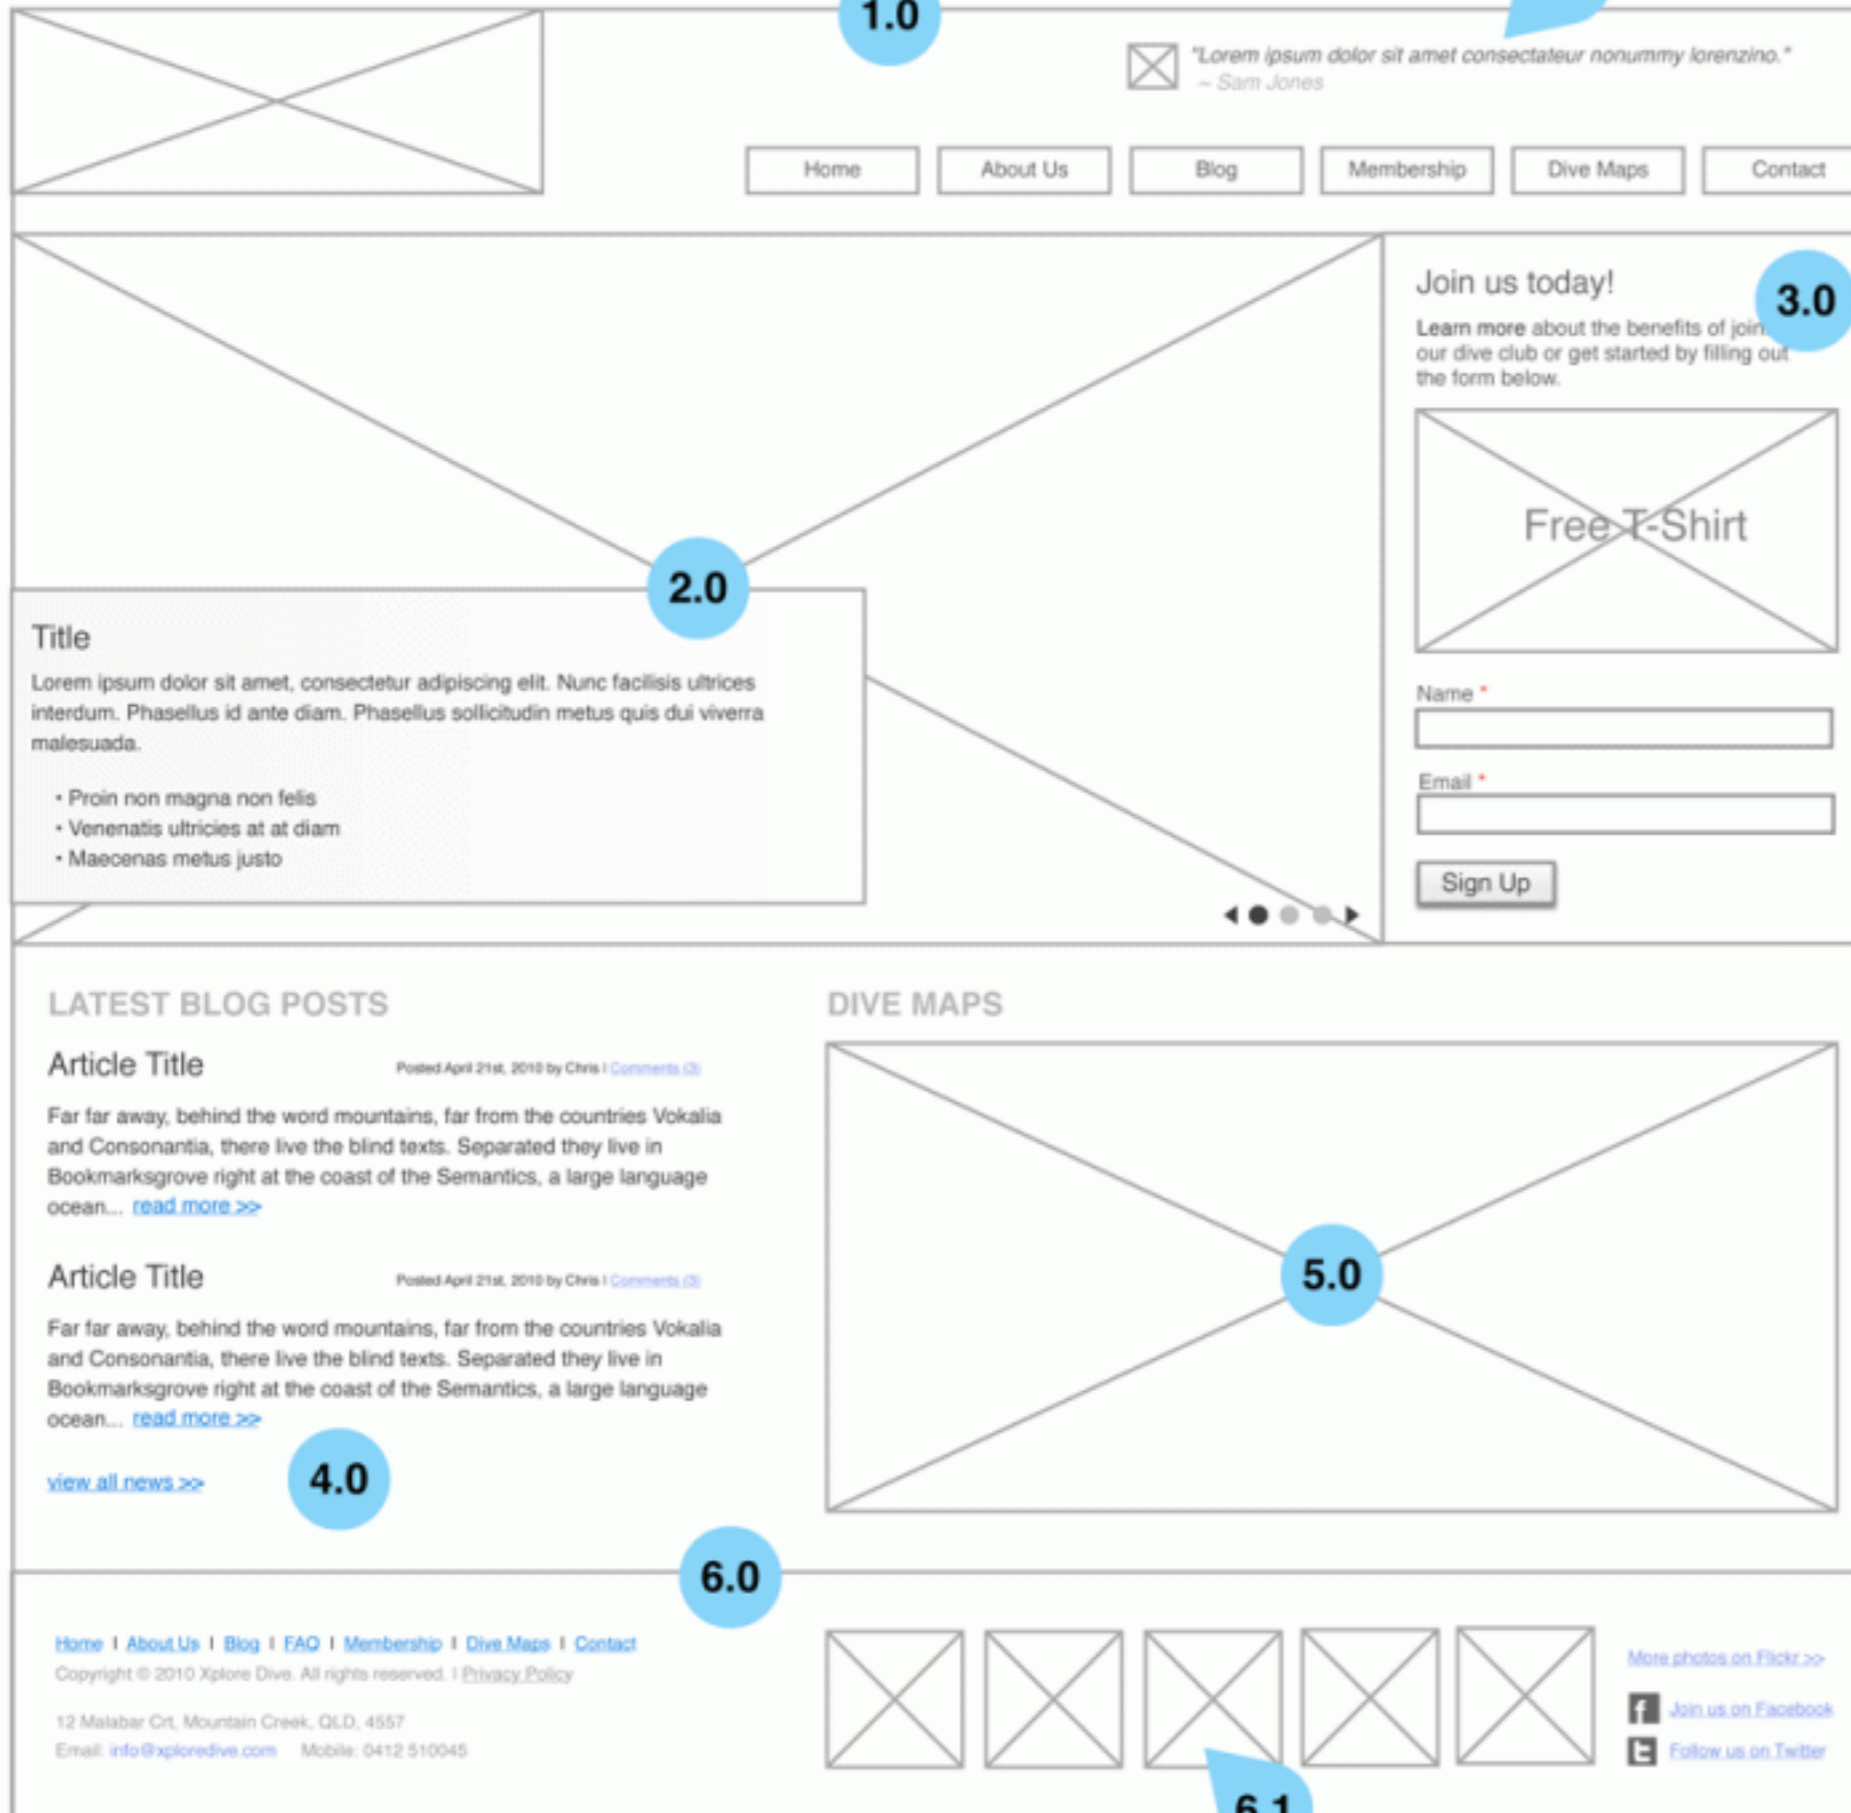 1.0
"Lorem ipsum dolor sit amet consectateur nonummy lorenzino."
~ Sam Jones
Home
About Us
Blog
Membership
Dive Maps
Contact
3.0
Join us today!
Learn more about the benefits of join
our dive club or get started by filling out
the form below.
Free T-Shirt
Name *
Email *
Sign Up
2.0
Title
Lorem ipsum dolor sit amet, consectetur adipiscing elit. Nunc facilisis ultrices
interdum. Phasellus id ante diam. Phasellus sollicitudin metus quis dui viverra
malesuada.
• Proin non magna non felis
• Venenatis ultricies at at diam
• Maecenas metus justo
LATEST BLOG POSTS
Article Title
Posted April 21st, 2010 by Chris | Comments (3)
Far far away, behind the word mountains, far from the countries Vokalia
and Consonantia, there live the blind texts. Separated they live in
Bookmarksgrove right at the coast of the Semantics, a large language
ocean... read more >>
Article Title
Posted April 21st, 2010 by Chris | Comments (3)
Far far away, behind the word mountains, far from the countries Vokalia
and Consonantia, there live the blind texts. Separated they live in
Bookmarksgrove right at the coast of the Semantics, a large language
ocean... read more >>
view all news >>
4.0
DIVE MAPS
5.0
6.0
Home | About Us | Blog | FAQ | Membership | Dive Maps | Contact
Copyright © 2010 Xplore Dive. All rights reserved. | Privacy Policy
12 Malabar Crt, Mountain Creek, QLD, 4557
Email: info@xploredive.com Mobile: 0412 510045
More photos on Flickr >>
f Join us on Facebook
t Follow us on Twitter
6.1